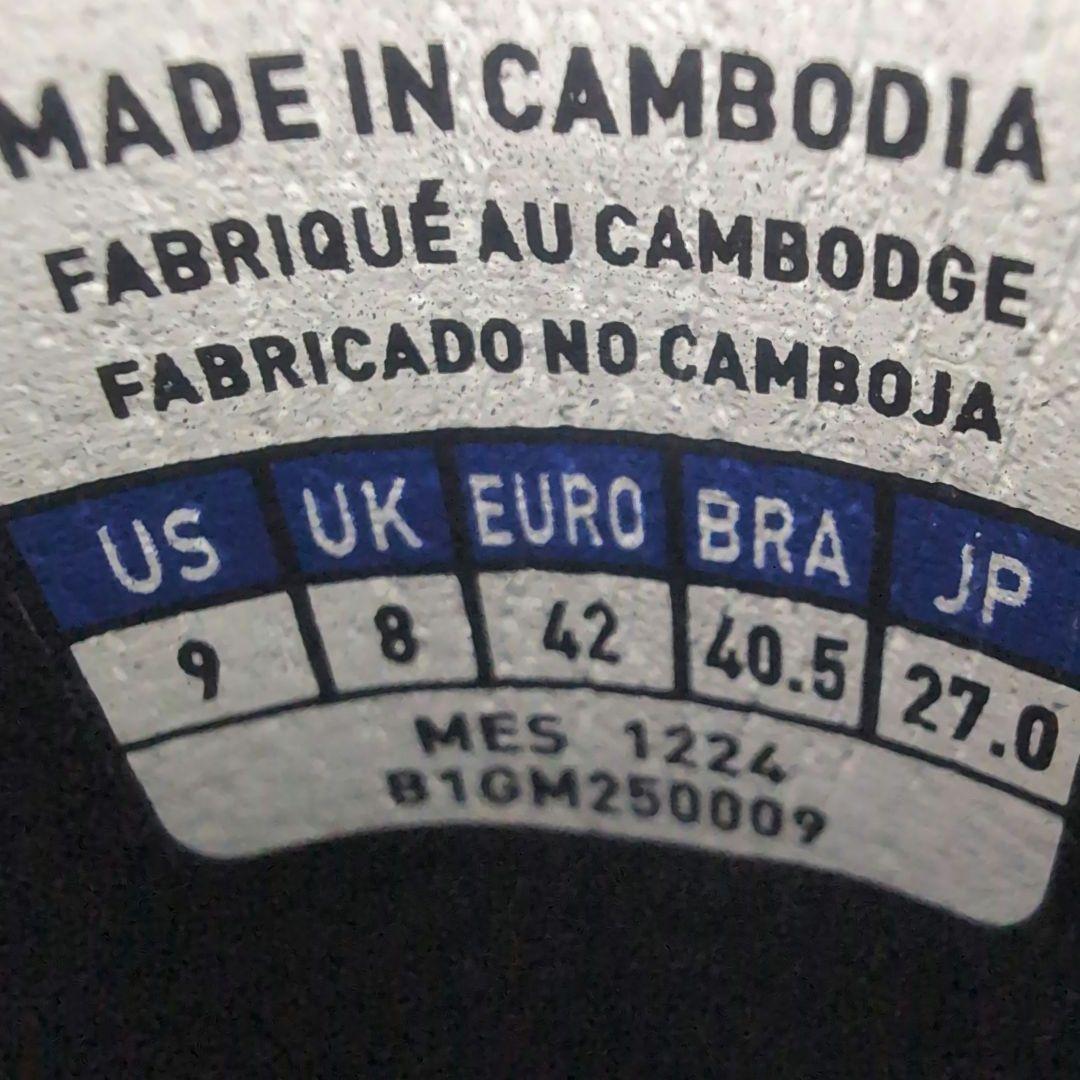 MADE IN CAMBODIA
FABRIQUÉ AU CAMBODGE
FABRICADO NO CAMBOJA
US UK EURO BRA JP
9 8 42 40.5 27.0
MES 1224
B1GM250009